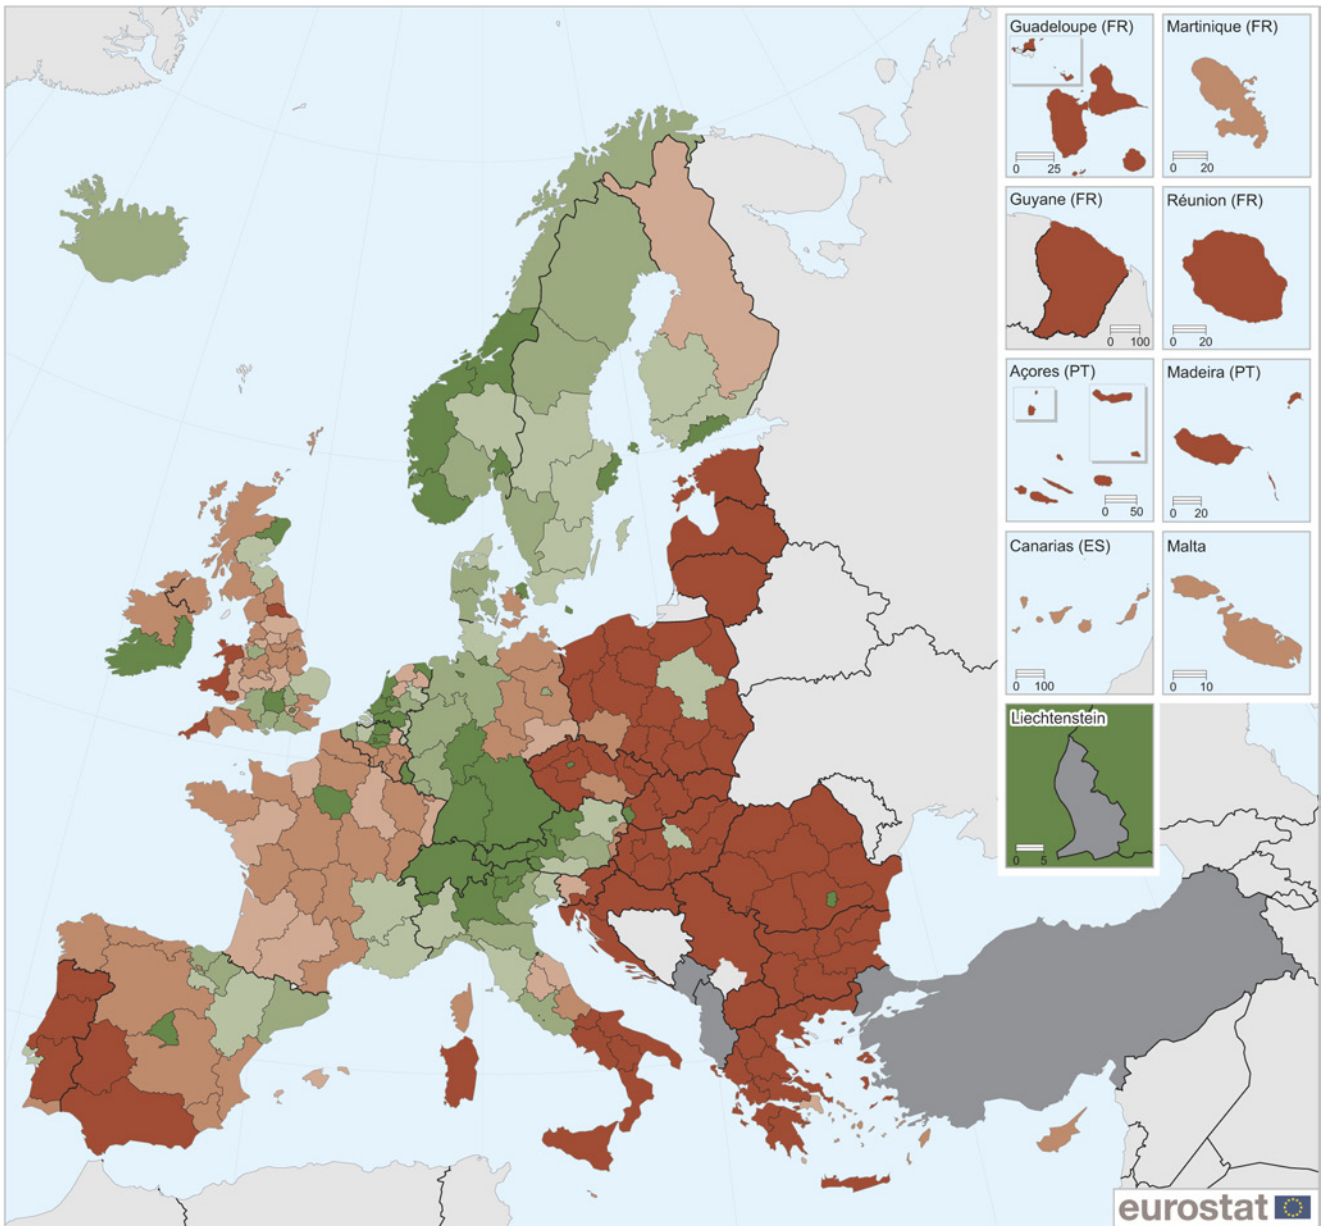 Guadeloupe (FR)
0 25
Martinique (FR)
0 20
Guyane (FR)
0 100
Réunion (FR)
0 20
Açores (PT)
0 50
Madeira (PT)
0 20
Canarias (ES)
0 100
Malta
0 10
Liechtenstein
0 5
eurostat